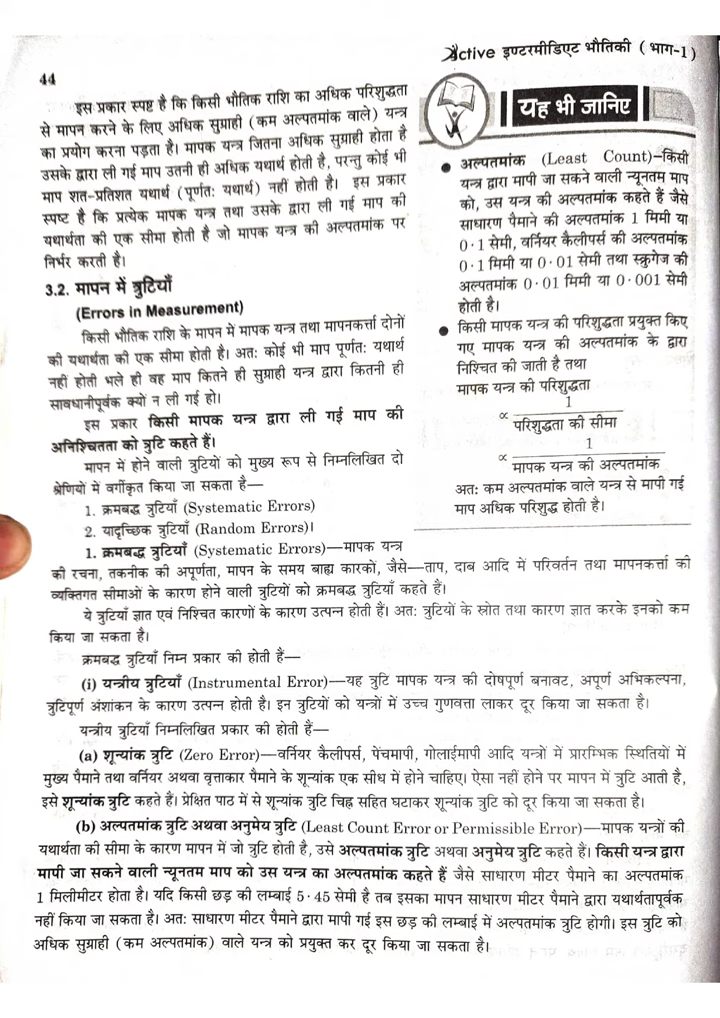 Active इण्टरमीडिएट भौतिकी (भाग-1)
44
इस प्रकार स्पष्ट है कि किसी भौतिक राशि का अधिक परिशुद्धता
से मापन करने के लिए अधिक सुग्राही (कम अल्पतमांक वाले) यन्त्र
का प्रयोग करना पड़ता है। मापक यन्त्र जितना अधिक सुग्राही होता है
उसके द्वारा ली गई माप उतनी ही अधिक यथार्थ होती है, परन्तु कोई भी
माप शत-प्रतिशत यथार्थ (पूर्णत: यथार्थ) नहीं होती है। इस प्रकार
स्पष्ट है कि प्रत्येक मापक यन्त्र तथा उसके द्वारा ली गई माप की
यथार्थता की एक सीमा होती है जो मापक यन्त्र की अल्पतमांक पर
निर्भर करती है।
3.2. मापन में त्रुटियाँ
(Errors in Measurement)
किसी भौतिक राशि के मापन में मापक यन्त्र तथा मापनकर्त्ता दोनों
की यथार्थता की एक सीमा होती है। अत: कोई भी माप पूर्णत: यथार्थ
नहीं होती भले ही वह माप कितने ही सुग्राही यन्त्र द्वारा कितनी ही
सावधानीपूर्वक क्यों न ली गई हो।
इस प्रकार किसी मापक यन्त्र द्वारा ली गई माप की
अनिश्चितता को त्रुटि कहते हैं।
मापन में होने वाली त्रुटियों को मुख्य रूप से निम्नलिखित दो
श्रेणियों में वर्गीकृत किया जा सकता है—
1. क्रमबद्ध त्रुटियाँ (Systematic Errors)
2. यादृच्छिक त्रुटियाँ (Random Errors)।
1. क्रमबद्ध त्रुटियाँ (Systematic Errors)—मापक यन्त्र
यह भी जानिए
● अल्पतमांक (Least Count)–किसी
यन्त्र द्वारा मापी जा सकने वाली न्यूनतम माप
को, उस यन्त्र की अल्पतमांक कहते हैं जैसे
साधारण पैमाने की अल्पतमांक 1 मिमी या
0·1 सेमी, वर्नियर कैलीपर्स की अल्पतमांक
0·1 मिमी या 0·01 सेमी तथा स्क्रुगेज की
अल्पतमांक 0·01 मिमी या 0·001 सेमी
होती है।
● किसी मापक यन्त्र की परिशुद्धता प्रयुक्त किए
गए मापक यन्त्र की अल्पतमांक के द्वारा
निश्चित की जाती है तथा
मापक यन्त्र की परिशुद्धता
1
∝
परिशुद्धता की सीमा
1
∝
मापक यन्त्र की अल्पतमांक
अत: कम अल्पतमांक वाले यन्त्र से मापी गई
माप अधिक परिशुद्ध होती है।
की रचना, तकनीक की अपूर्णता, मापन के समय बाह्य कारकों, जैसे—ताप, दाब आदि में परिवर्तन तथा मापनकर्त्ता की
व्यक्तिगत सीमाओं के कारण होने वाली त्रुटियों को क्रमबद्ध त्रुटियाँ कहते हैं।
ये त्रुटियाँ ज्ञात एवं निश्चित कारणों के कारण उत्पन्न होती हैं। अत: त्रुटियों के स्रोत तथा कारण ज्ञात करके इनको कम
किया जा सकता है।
क्रमबद्ध त्रुटियाँ निम्न प्रकार की होती हैं—
(i) यन्त्रीय त्रुटियाँ (Instrumental Error)—यह त्रुटि मापक यन्त्र की दोषपूर्ण बनावट, अपूर्ण अभिकल्पना,
त्रुटिपूर्ण अंशांकन के कारण उत्पन्न होती है। इन त्रुटियों को यन्त्रों में उच्च गुणवत्ता लाकर दूर किया जा सकता है।
यन्त्रीय त्रुटियाँ निम्नलिखित प्रकार की होती हैं—
(a) शून्यांक त्रुटि (Zero Error)—वर्नियर कैलीपर्स, पेंचमापी, गोलाईमापी आदि यन्त्रों में प्रारम्भिक स्थितियों में
मुख्य पैमाने तथा वर्नियर अथवा वृत्ताकार पैमाने के शून्यांक एक सीध में होने चाहिए। ऐसा नहीं होने पर मापन में त्रुटि आती है,
इसे शून्यांक त्रुटि कहते हैं। प्रेक्षित पाठ में से शून्यांक त्रुटि चिह्न सहित घटाकर शून्यांक त्रुटि को दूर किया जा सकता है।
(b) अल्पतमांक त्रुटि अथवा अनुमेय त्रुटि (Least Count Error or Permissible Error)—मापक यन्त्रों की
यथार्थता की सीमा के कारण मापन में जो त्रुटि होती है, उसे अल्पतमांक त्रुटि अथवा अनुमेय त्रुटि कहते हैं। किसी यन्त्र द्वारा
मापी जा सकने वाली न्यूनतम माप को उस यन्त्र का अल्पतमांक कहते हैं जैसे साधारण मीटर पैमाने का अल्पतमांक
1 मिलीमीटर होता है। यदि किसी छड़ की लम्बाई 5·45 सेमी है तब इसका मापन साधारण मीटर पैमाने द्वारा यथार्थतापूर्वक
नहीं किया जा सकता है। अत: साधारण मीटर पैमाने द्वारा मापी गई इस छड़ की लम्बाई में अल्पतमांक त्रुटि होगी। इस त्रुटि को
अधिक सुग्राही (कम अल्पतमांक) वाले यन्त्र को प्रयुक्त कर दूर किया जा सकता है।